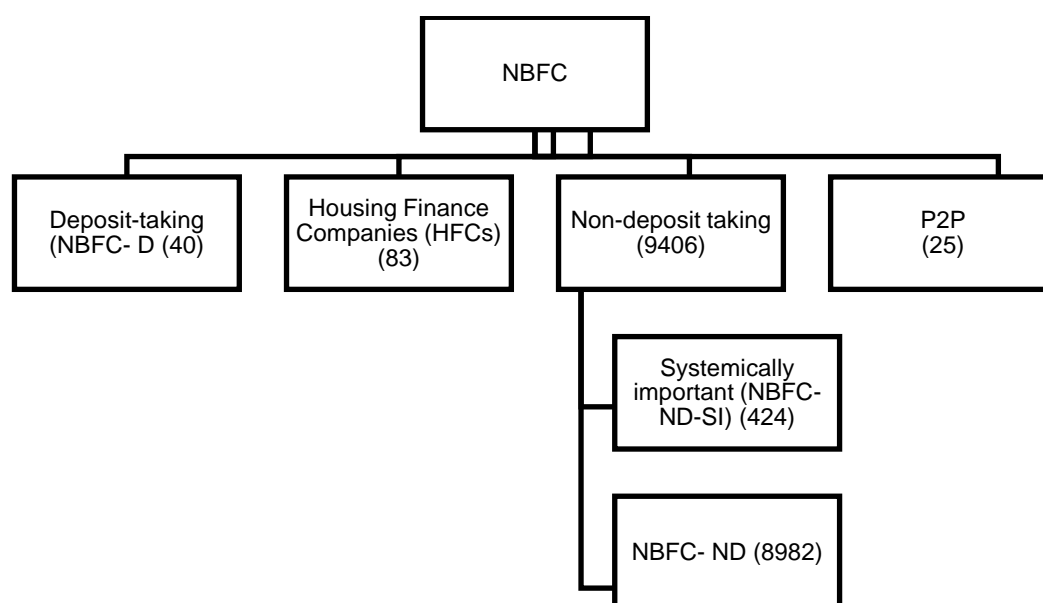 NBFC
Deposit-taking
(NBFC- D (40)
Housing Finance
Companies (HFCs)
(83)
Non-deposit taking
(9406)
P2P
(25)
Systemically
important (NBFC-
ND-SI) (424)
NBFC- ND (8982)